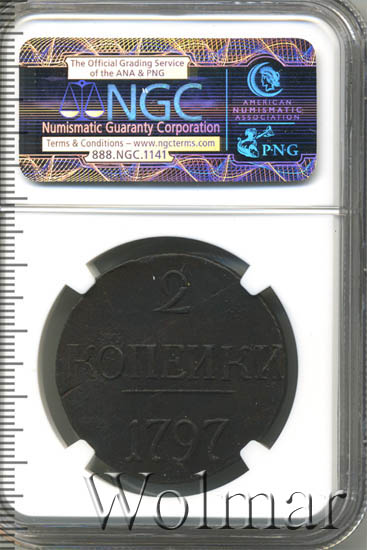 The Official Grading Service
of the ANA & PNG
NGC
Numismatic Guaranty Corporation
Terms & Conditions – www.ngcterms.com
888.NGC.1141
AMERICAN
NUMISMATIC
ASSOCIATION
PNG
2
КОПЕЙКИ
1797
Wolmar